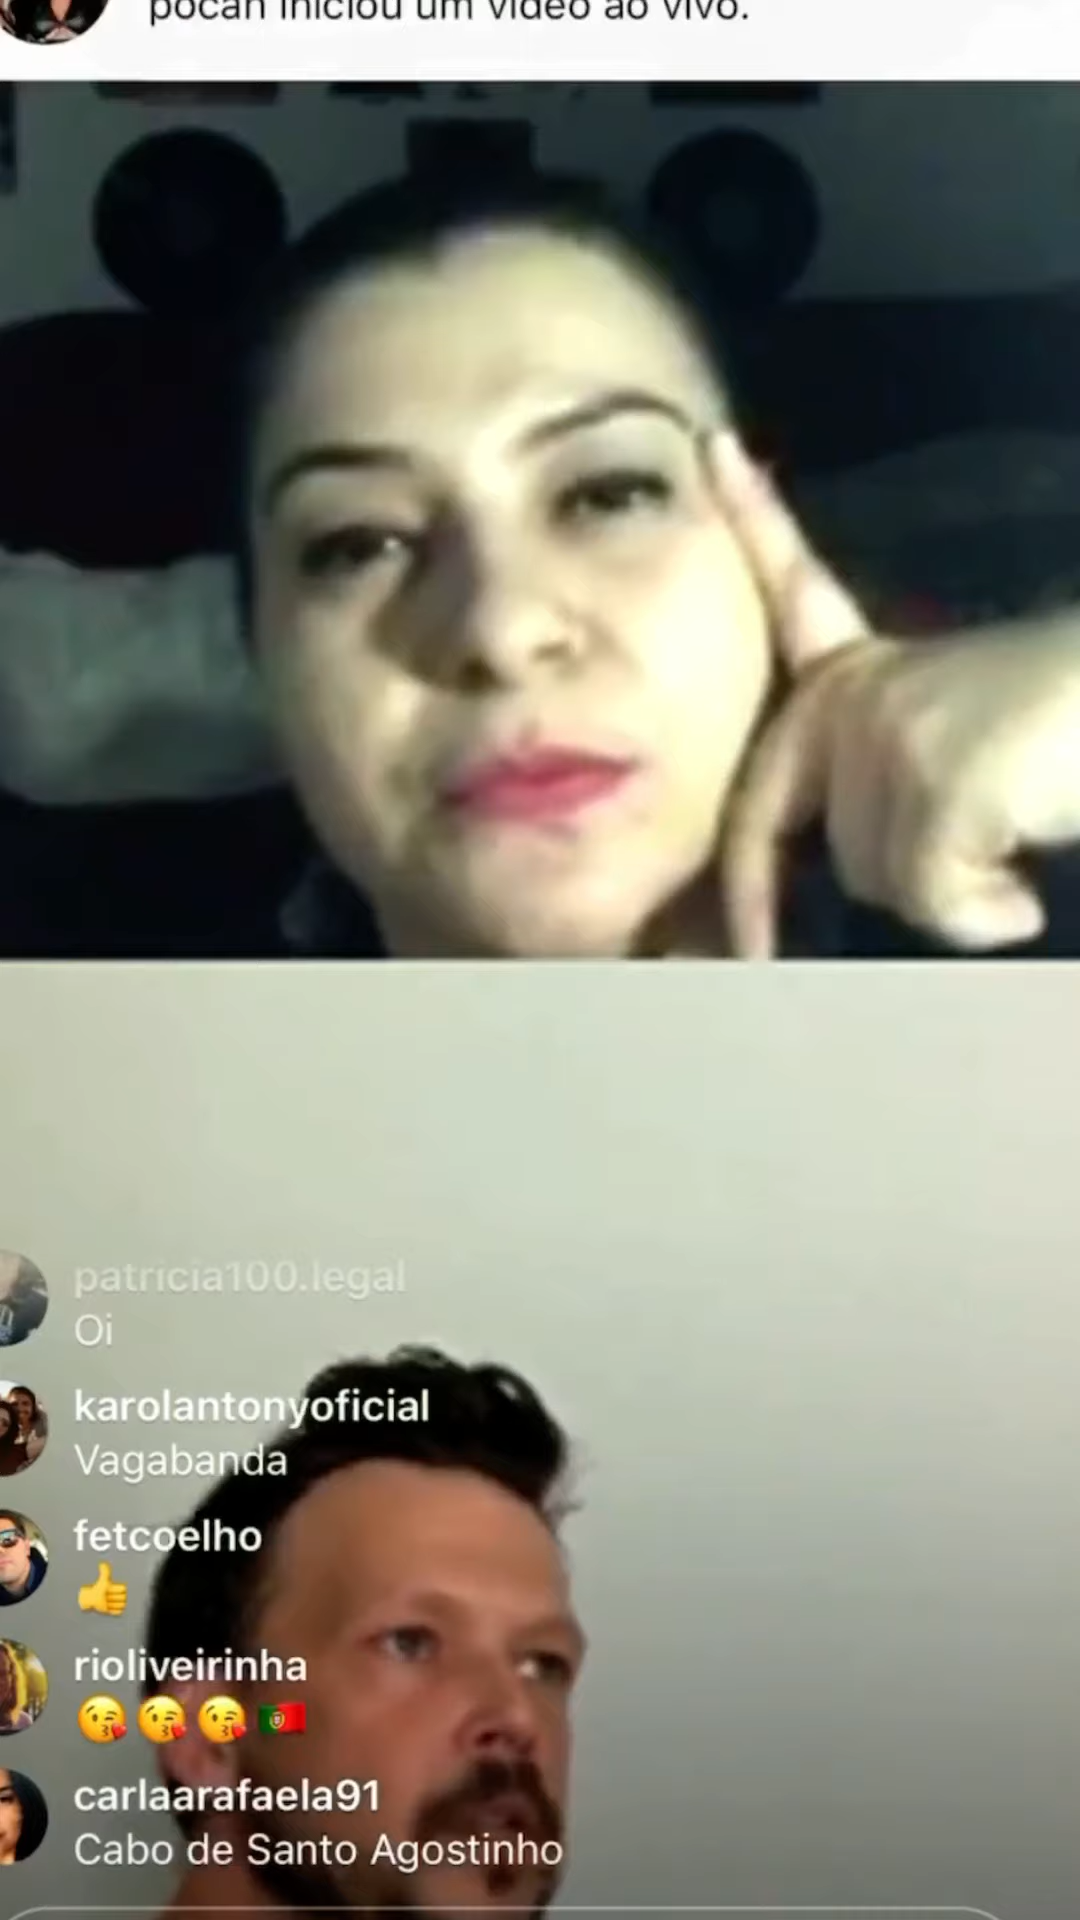 pocah iniciou um vídeo ao vivo.
patricia100.legal
Oi
karolantonyoficial
Vagabanda
fetcoelho
👍
rioliveirinha
😘😘😘🇵🇹
carlaarafaela91
Cabo de Santo Agostinho